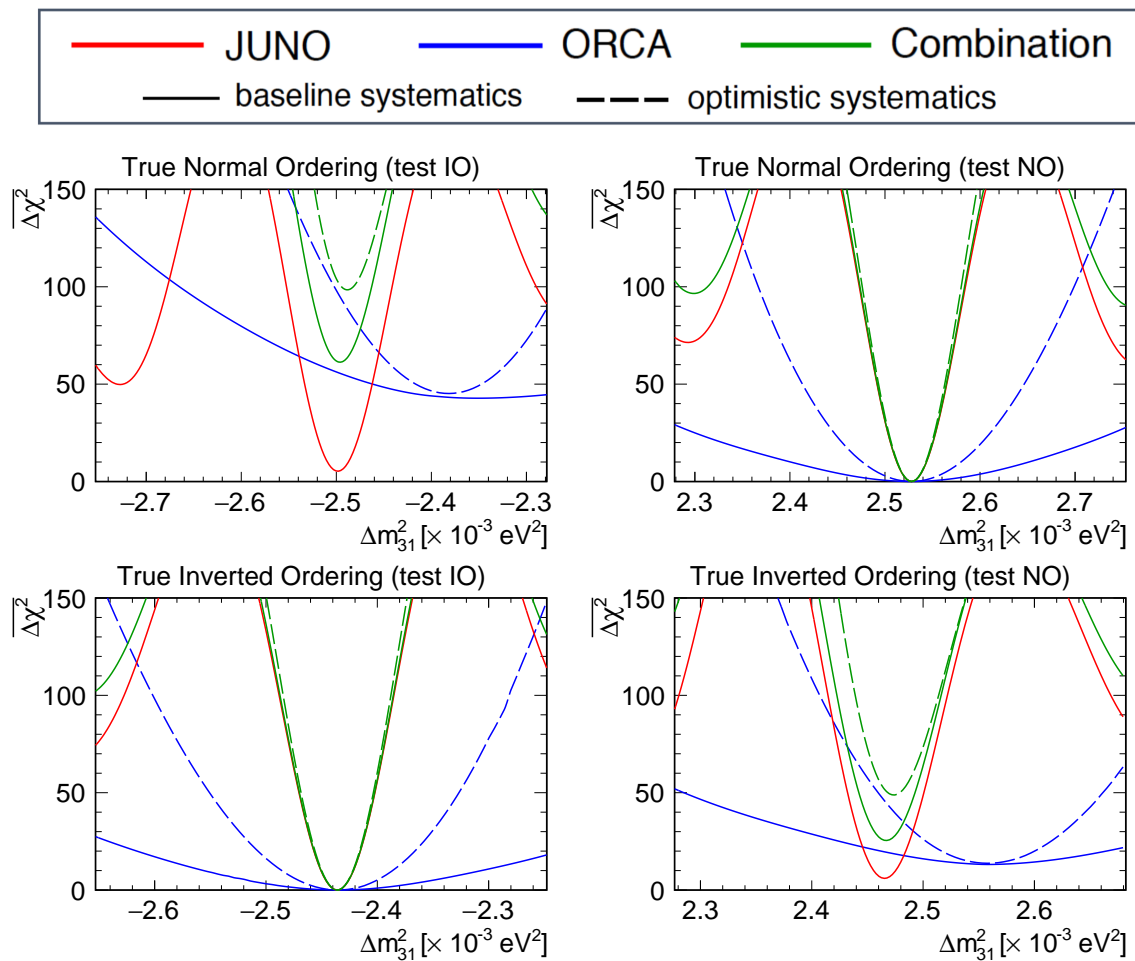 JUNO ORCA Combination
baseline systematics optimistic systematics
True Normal Ordering (test IO) True Normal Ordering (test NO)
Δχ² Δχ²
150 150
100 100
50 50
0 0
−2.7 −2.6 −2.5 −2.4 −2.3 2.3 2.4 2.5 2.6 2.7
Δm²₃₁ [× 10⁻³ eV²] Δm²₃₁ [× 10⁻³ eV²]
True Inverted Ordering (test IO) True Inverted Ordering (test NO)
Δχ² Δχ²
150 150
100 100
50 50
0 0
−2.6 −2.5 −2.4 −2.3 2.3 2.4 2.5 2.6
Δm²₃₁ [× 10⁻³ eV²] Δm²₃₁ [× 10⁻³ eV²]